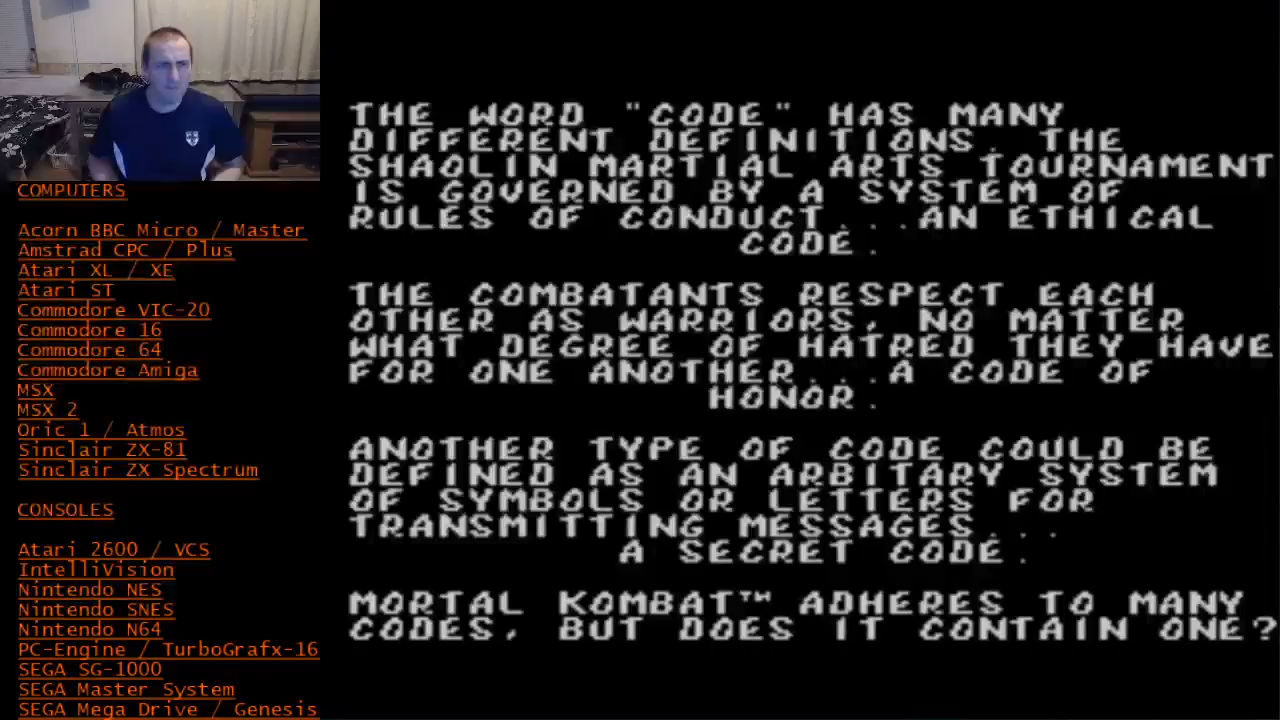 COMPUTERS
Acorn BBC Micro / Master
Amstrad CPC / Plus
Atari XL / XE
Atari ST
Commodore VIC-20
Commodore 16
Commodore 64
Commodore Amiga
MSX
MSX 2
Oric 1 / Atmos
Sinclair ZX-81
Sinclair ZX Spectrum
CONSOLES
Atari 2600 / VCS
IntelliVision
Nintendo NES
Nintendo SNES
Nintendo N64
PC-Engine / TurboGrafx-16
SEGA SG-1000
SEGA Master System
SEGA Mega Drive / Genesis
THE WORD "CODE" HAS MANY
DIFFERENT DEFINITIONS. THE
SHAOLIN MARTIAL ARTS TOURNAMENT
IS GOVERNED BY A SYSTEM OF
RULES OF CONDUCT...AN ETHICAL
CODE.
THE COMBATANTS RESPECT EACH
OTHER AS WARRIORS, NO MATTER
WHAT DEGREE OF HATRED THEY HAVE
FOR ONE ANOTHER...A CODE OF
HONOR.
ANOTHER TYPE OF CODE COULD BE
DEFINED AS AN ARBITARY SYSTEM
OF SYMBOLS OR LETTERS FOR
TRANSMITTING MESSAGES...
A SECRET CODE.
MORTAL KOMBAT™ ADHERES TO MANY
CODES, BUT DOES IT CONTAIN ONE?